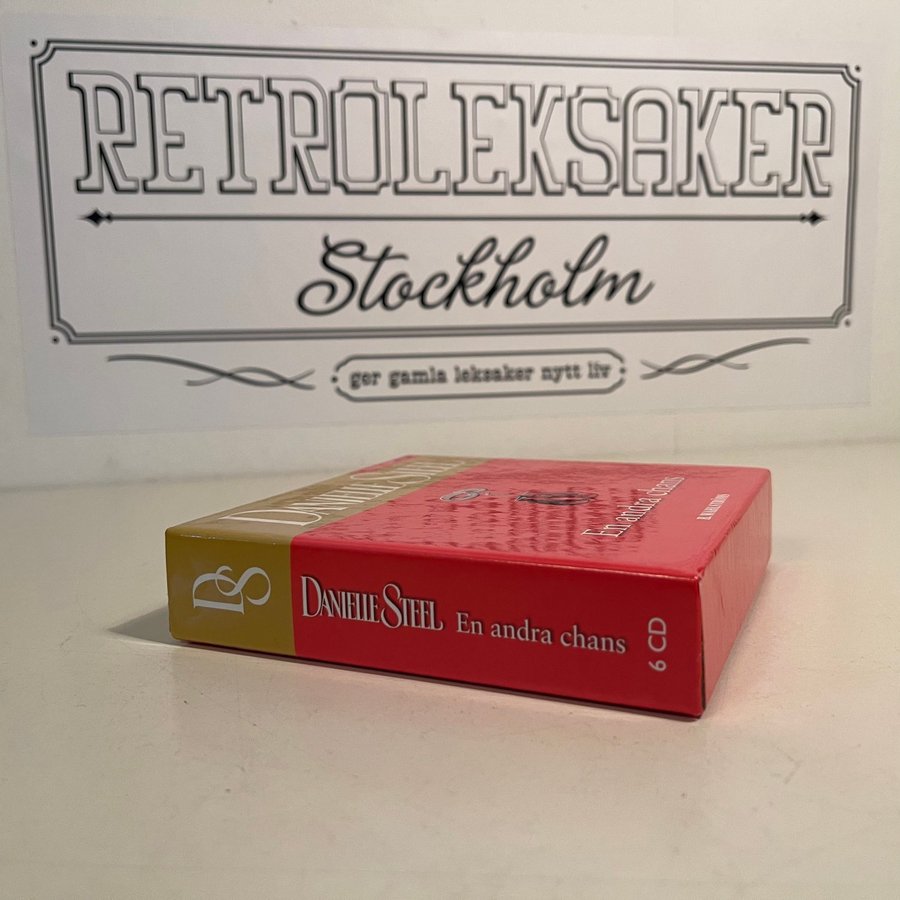 RETROLEKSAKER
Stockholm
ger gamla leksaker nytt liv
DANIELLE STEEL
En andra chans
DS
DANIELLE STEEL En andra chans
6 CD